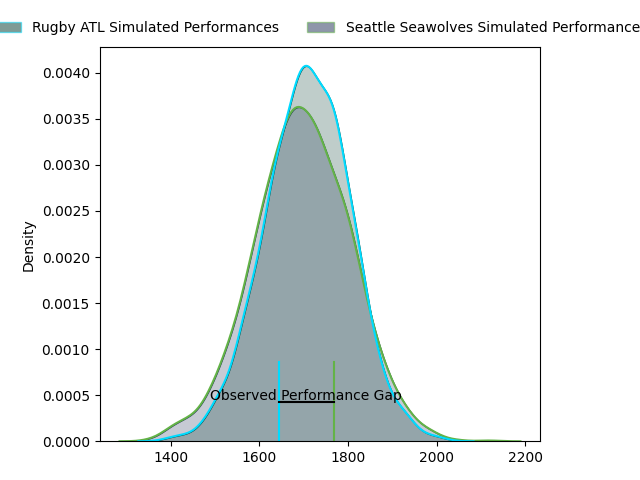 Rugby ATL Simulated Performances
Seattle Seawolves Simulated Performance
Density
0.0040
0.0035
0.0030
0.0025
0.0020
0.0015
0.0010
0.0005
0.0000
Observed Performance Gap
1400 1600 1800 2000 2200